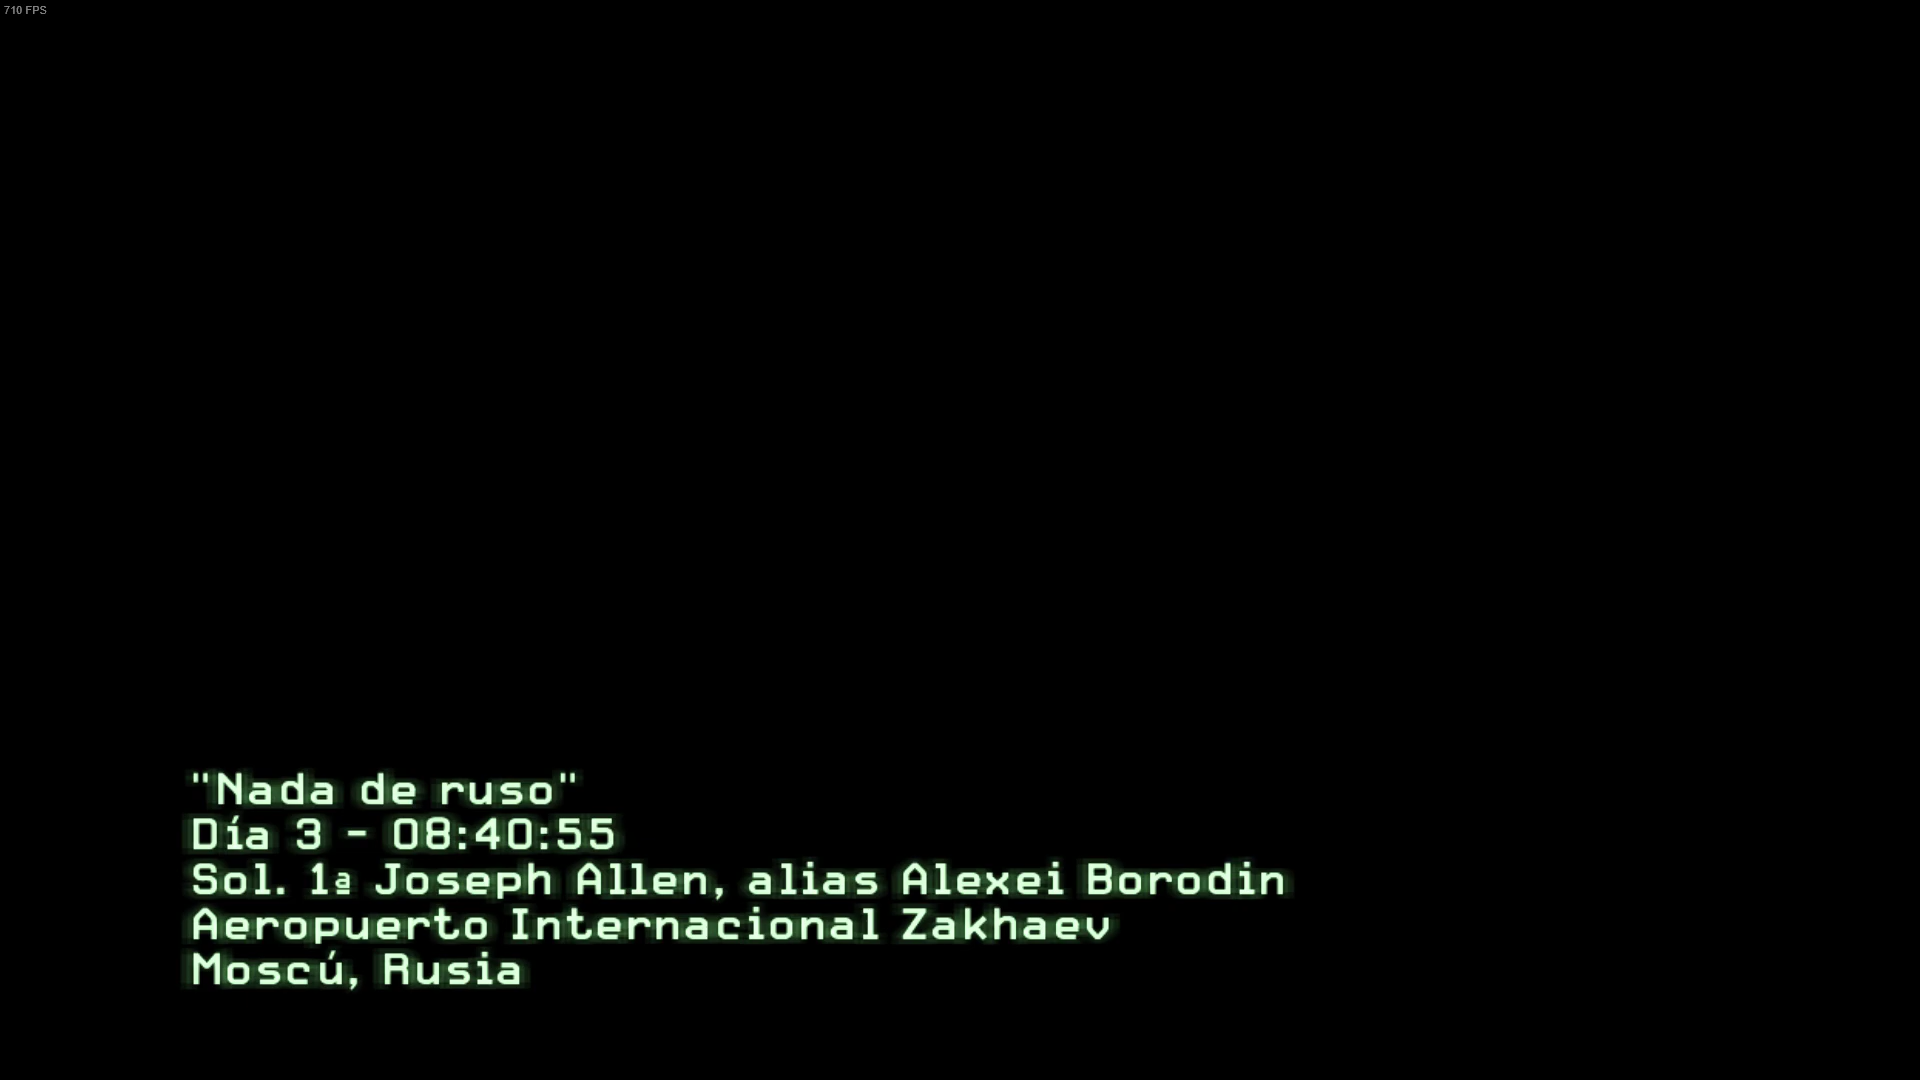 710 FPS
"Nada de ruso"
Día 3 - 08:40:55
Sol. 1ª Joseph Allen, alias Alexei Borodin
Aeropuerto Internacional Zakhaev
Moscú, Rusia